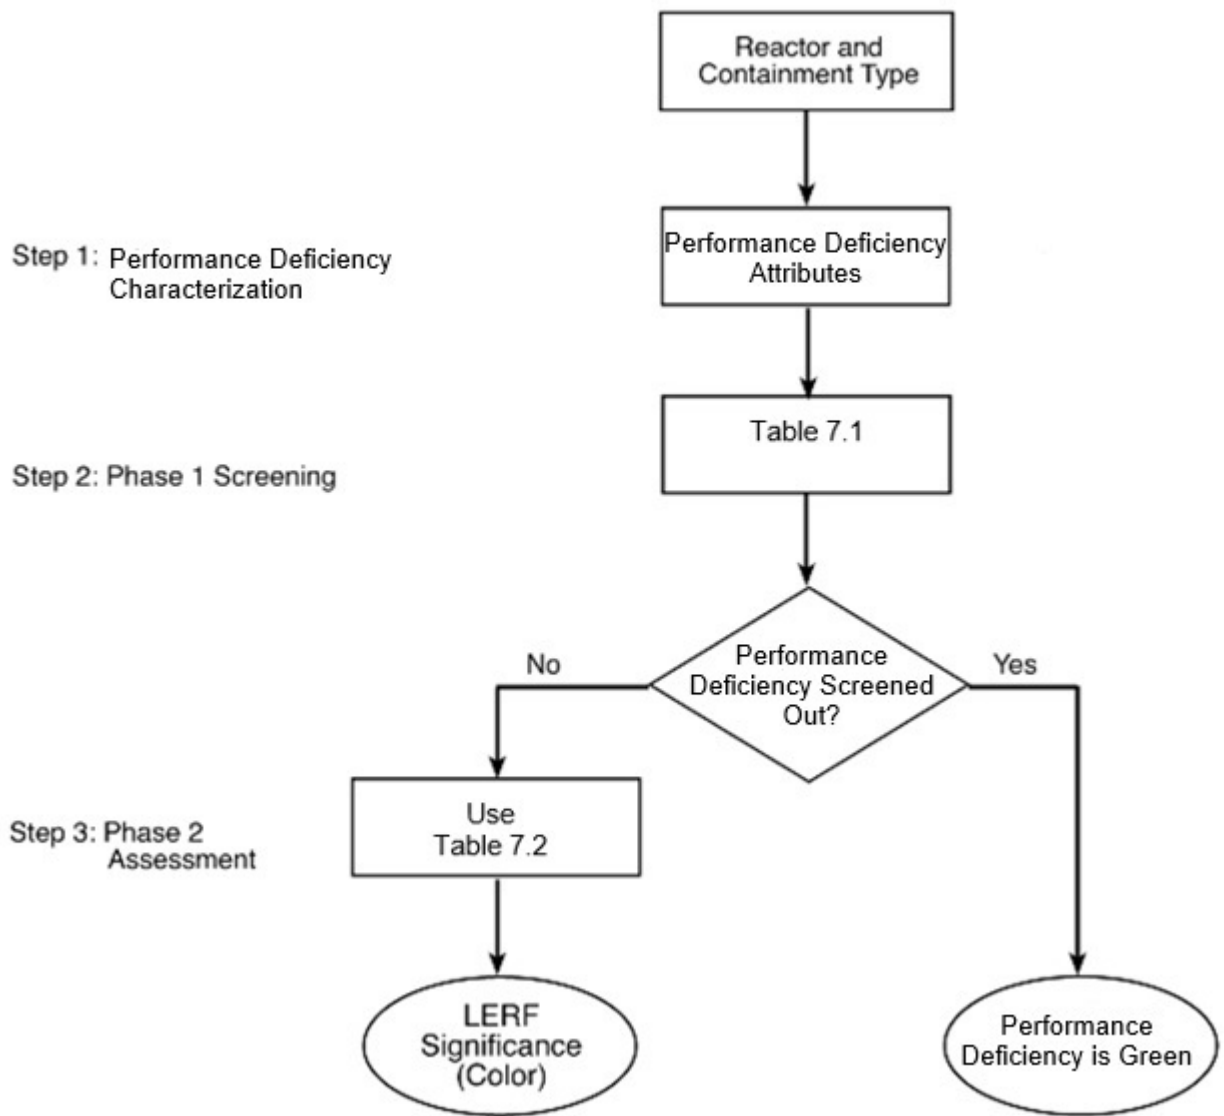 Reactor and
Containment Type
Step 1: Performance Deficiency
Characterization
Performance Deficiency
Attributes
Table 7.1
Step 2: Phase 1 Screening
Performance
Deficiency Screened
Out?
No
Yes
Step 3: Phase 2
Assessment
Use
Table 7.2
LERF
Significance
(Color)
Performance
Deficiency is Green